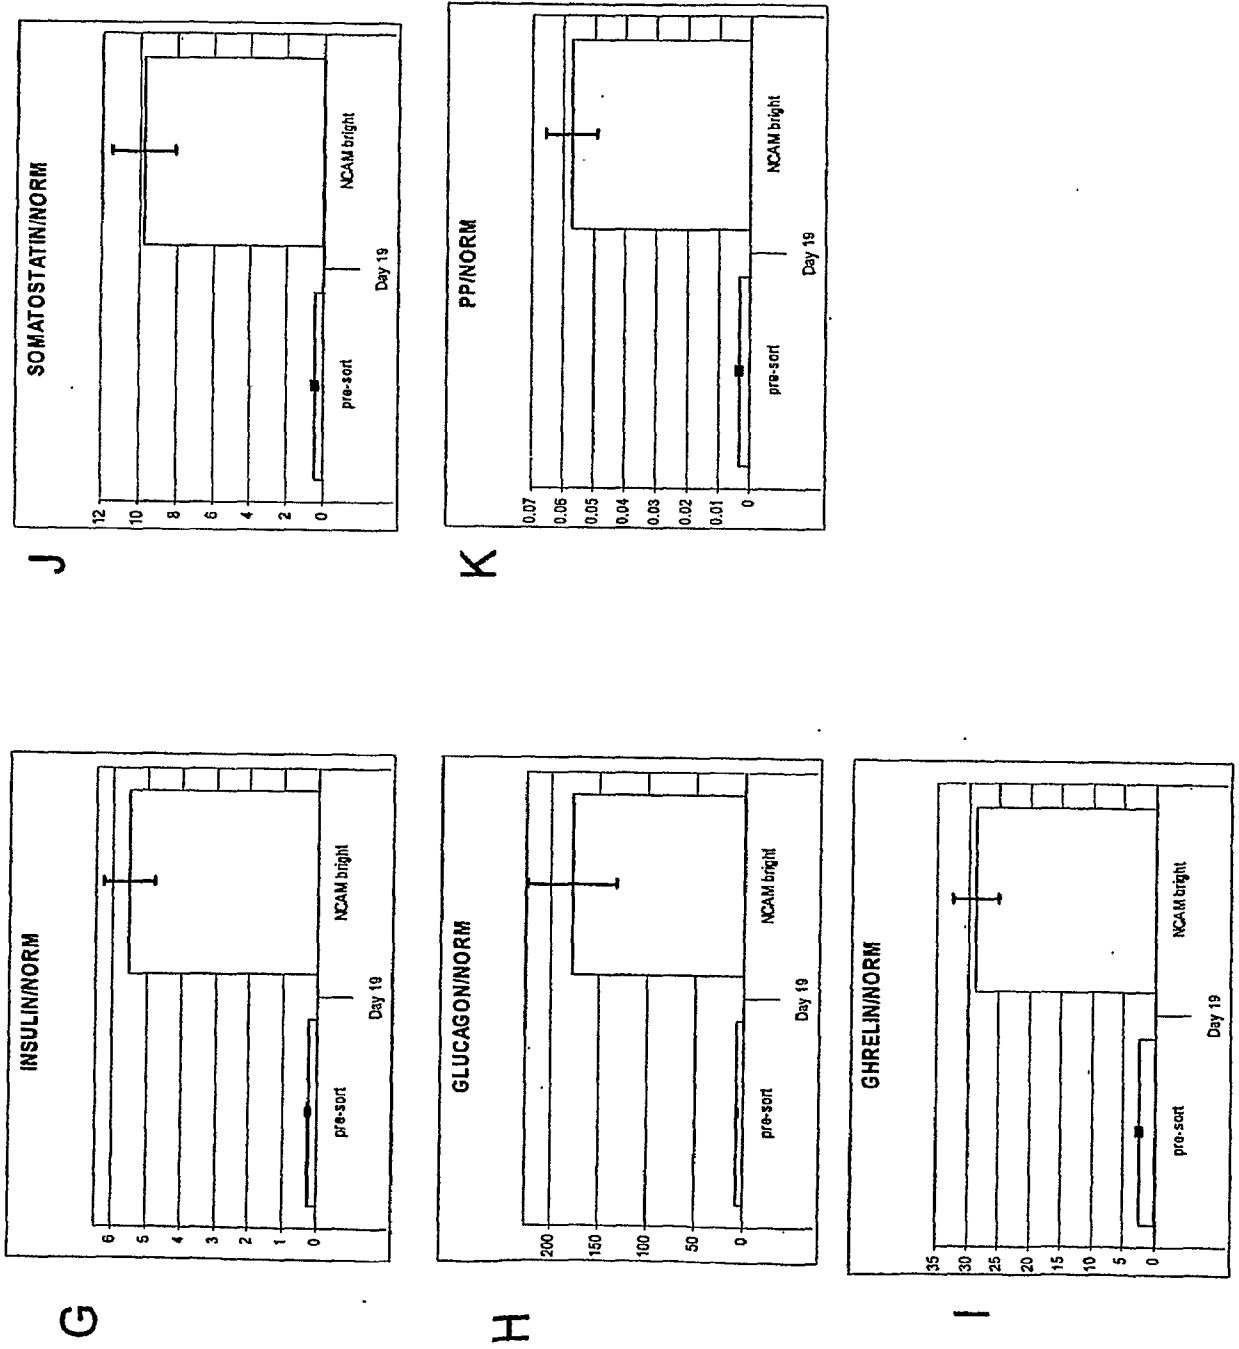 G
INSULIN/NORM
6
5
4
3
2
1
0
pre-sort
NCAM bright
Day 19
H
GLUCAGON/NORM
200
150
100
50
0
pre-sort
NCAM bright
Day 19
I
GHRELIN/NORM
35
30
25
20
15
10
5
0
pre-sort
NCAM bright
Day 19
J
SOMATOSTATIN/NORM
12
10
8
6
4
2
0
pre-sort
NCAM bright
Day 19
K
PP/NORM
0.07
0.06
0.05
0.04
0.03
0.02
0.01
0
pre-sort
NCAM bright
Day 19